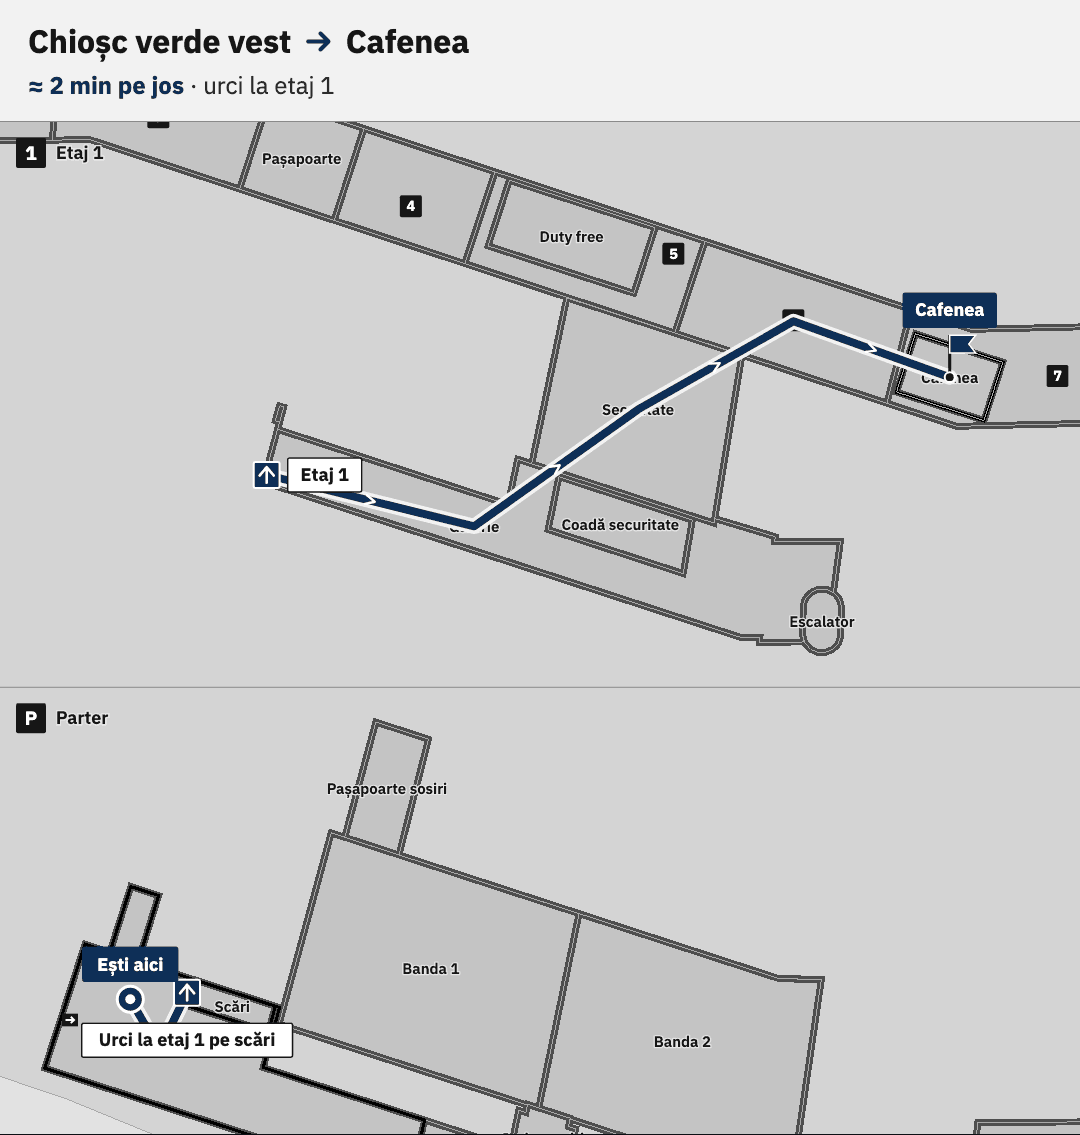 Chioșc verde vest → Cafenea
≈ 2 min pe jos · urci la etaj 1
1 Etaj 1
Pașapoarte
4
Duty free
5
Cafenea
7
Securitate
Etaj 1
Coadă securitate
Escalator
P Parter
Pașapoarte sosiri
Ești aici
Banda 1
Scări
Urci la etaj 1 pe scări
Banda 2